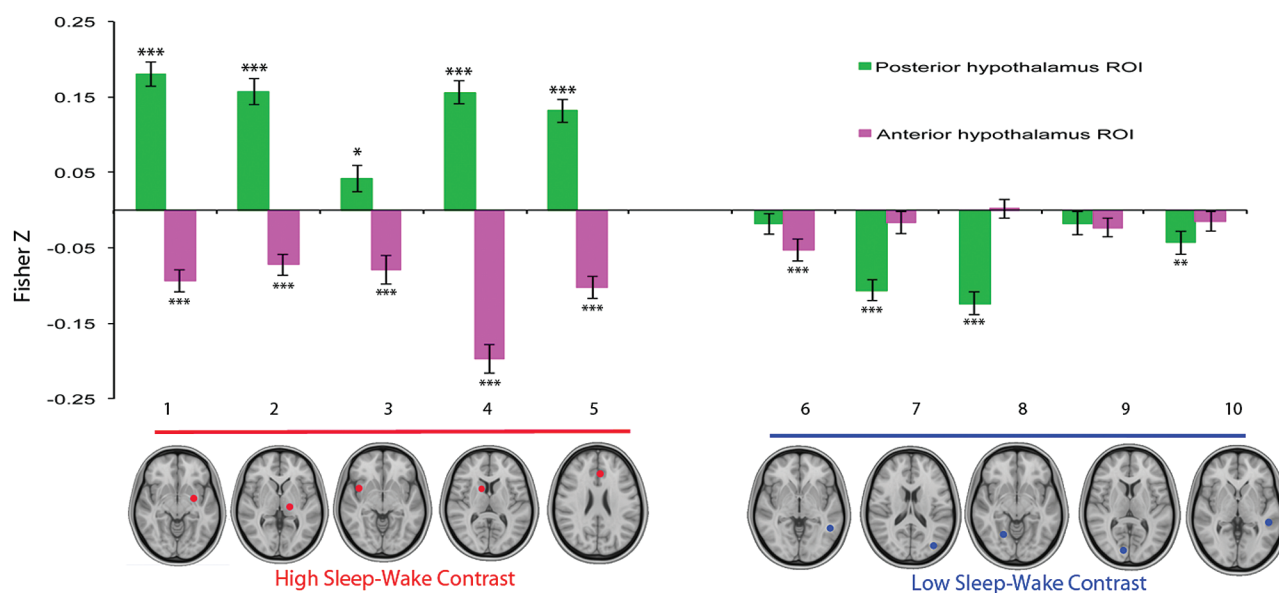 0.25
0.15
0.05
-0.05
-0.15
-0.25
Fisher Z
*** *** * *** ***
*** *** *** *** ***
*** *** *** **
Posterior hypothalamus ROI
Anterior hypothalamus ROI
1 2 3 4 5 6 7 8 9 10
High Sleep-Wake Contrast
Low Sleep-Wake Contrast